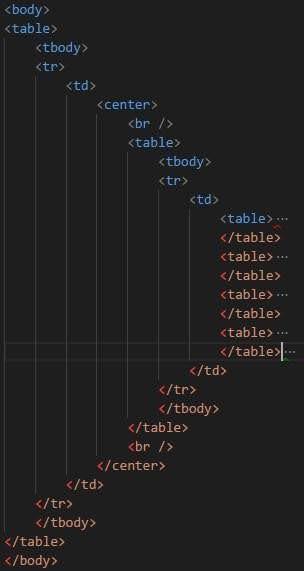 <body>
<table>
<tbody>
<tr>
<td>
<center>
<br />
<table>
<tbody>
<tr>
<td>
<table>···
</table>
<table>···
</table>
<table>···
</table>
<table>···
</table>···
</td>
</tr>
</tbody>
</table>
<br />
</center>
</td>
</tr>
</tbody>
</table>
</body>